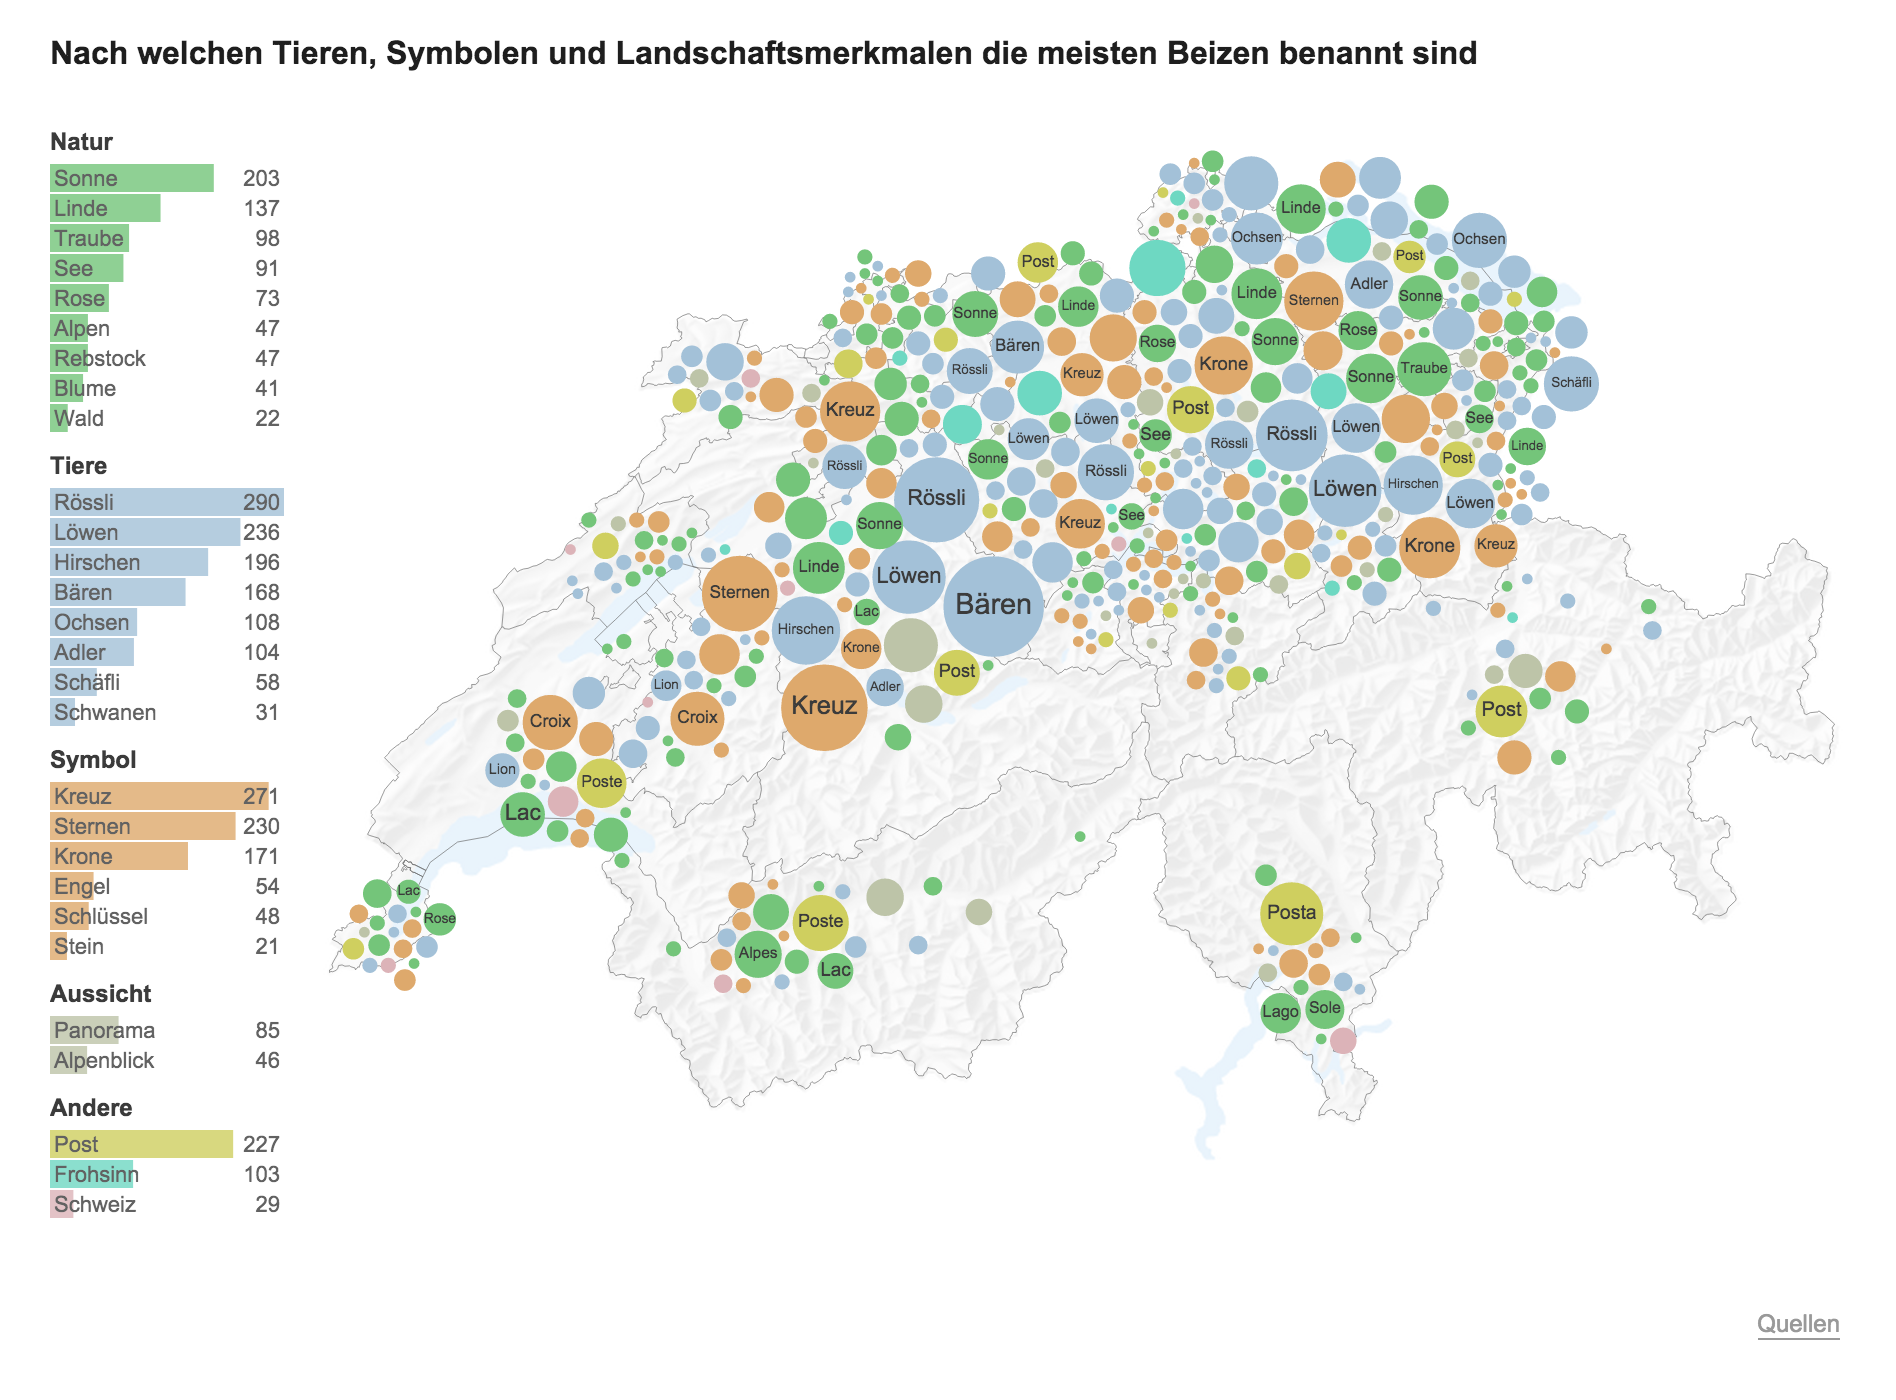 Nach welchen Tieren, Symbolen und Landschaftsmerkmalen die meisten Beizen benannt sind
Natur
Sonne 203
Linde 137
Traube 98
See 91
Rose 73
Alpen 47
Rebstock 47
Blume 41
Wald 22
Tiere
Rössli 290
Löwen 236
Hirschen 196
Bären 168
Ochsen 108
Adler 104
Schäfli 58
Schwanen 31
Symbol
Kreuz 271
Sternen 230
Krone 171
Engel 54
Schlüssel 48
Stein 21
Aussicht
Panorama 85
Alpenblick 46
Andere
Post 227
Frohsinn 103
Schweiz 29
Linde
Ochsen
Ochsen
Post
Post
Adler
Linde
Sternen
Sonne
Linde
Sonne
Rose
Sonne
Rose
Bären
Krone
Rössli
Kreuz
Sonne
Traube
Schäfli
Kreuz
Post
Löwen
See
Löwen
See
Rössli
Rössli
Löwen
Linde
Sonne
Post
Rössli
Rössli
Hirschen
Löwen
Rössli
Löwen
See
Sonne
Kreuz
Krone
Kreuz
Linde
Löwen
Sternen
Bären
Lac
Hirschen
Krone
Post
Lion
Adler
Kreuz
Post
Croix
Croix
Lion
Poste
Lac
Lac
Rose
Poste
Posta
Alpes
Lac
Lago
Sole
Quellen